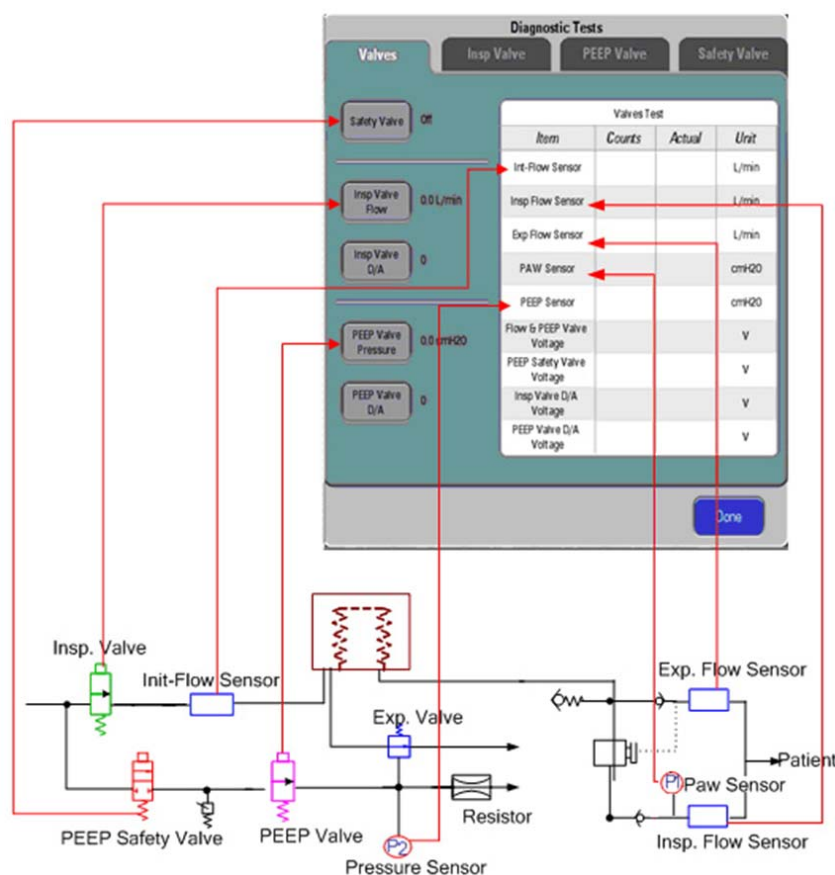 Diagnostic Tests
Valves
Insp Valve
PEEP Valve
Safety Valve
Safety Valve
Off
Insp Valve
Flow
0.0 L/min
Insp Valve
D/A
0
PEEP Valve
Pressure
0.0 cmH2O
PEEP Valve
D/A
0
Valves Test
Item Counts Actual Unit
Int-Flow Sensor L/min
Insp Flow Sensor L/min
Exp Flow Sensor L/min
PAW Sensor cmH2O
PEEP Sensor cmH2O
Flow & PEEP Valve
Voltage V
PEEP Safety Valve
Voltage V
Insp Valve D/A
Voltage V
PEEP Valve D/A
Voltage V
Done
Insp. Valve
Init-Flow Sensor
Exp. Valve
Exp. Flow Sensor
Patient
P1 Paw Sensor
PEEP Safety Valve
PEEP Valve
Resistor
Insp. Flow Sensor
P2
Pressure Sensor